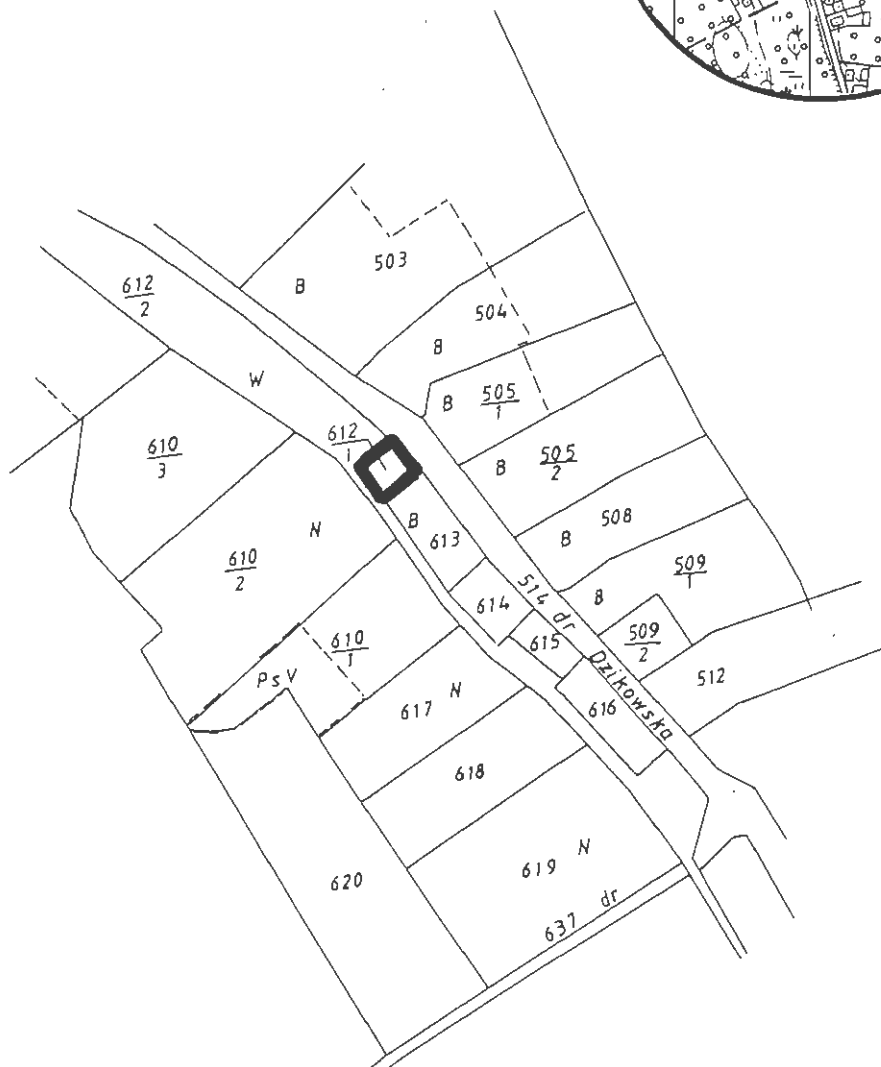 503
B
612/2
504
B
W
B 505/1
612/1
610/3
B 505/2
B
613
508
B
N
610/2
509/1
B
514 dr Dzikowska
614
615
509/2
610/1
PsV
512
616
617 N
618
619 N
620
637 dr